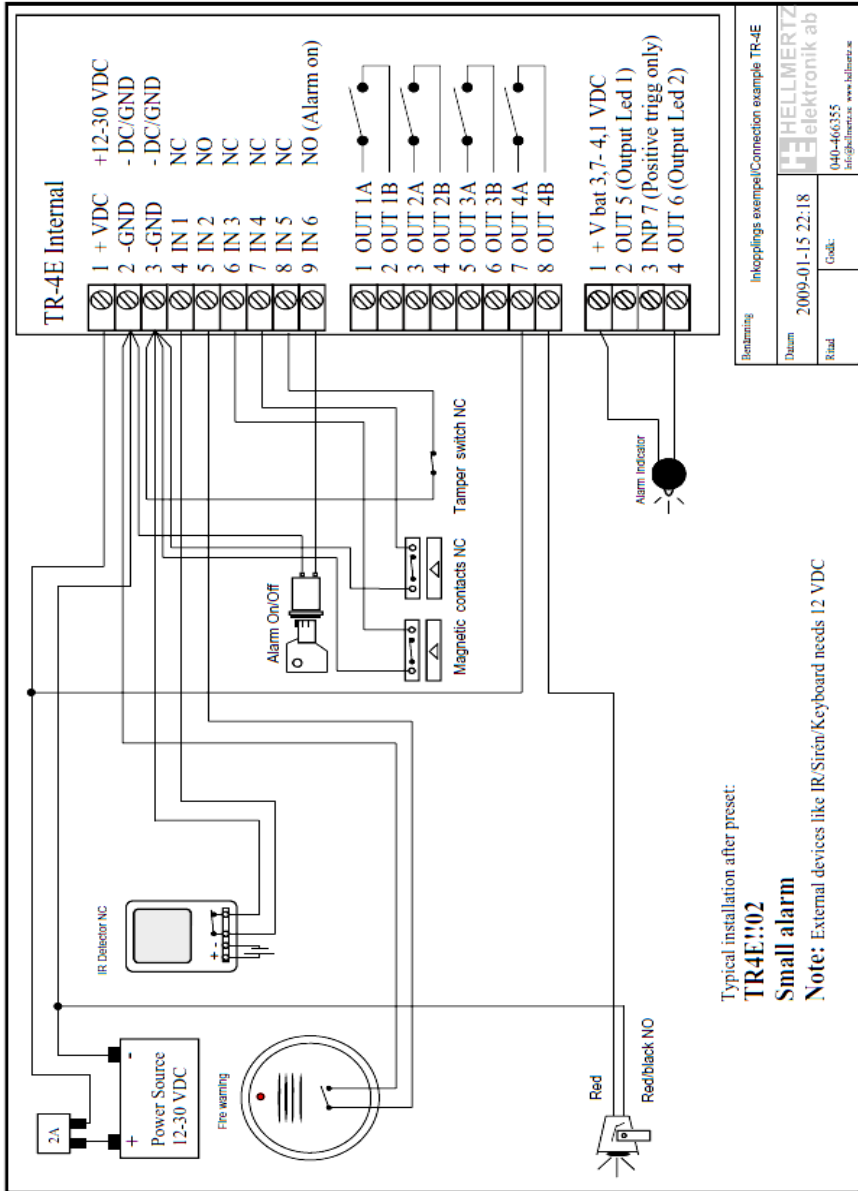 TR-4E Internal
1 + VDC +12-30 VDC
2 -GND - DC/GND
3 -GND - DC/GND
4 IN 1 NC
5 IN 2 NO
6 IN 3 NC
7 IN 4 NC
8 IN 5 NC
9 IN 6 NO (Alarm on)
1 OUT 1A
2 OUT 1B
3 OUT 2A
4 OUT 2B
5 OUT 3A
6 OUT 3B
7 OUT 4A
8 OUT 4B
1 + V bat 3,7- 4,1 VDC
2 OUT 5 (Output Led 1)
3 INP 7 (Positive trigg only)
4 OUT 6 (Output Led 2)
Tamper switch NC
Alarm On/Off
Magnetic contacts NC
Alarm Indicator
IR Detector NC
+ -
2A
+ -
Power Source
12-30 VDC
Fire warning
Red
Red/black NO
Typical installation after preset:
TR4E!!02
Small alarm
Note: External devices like IR/Sirén/Keyboard needs 12 VDC
Benämning
Inkopplings exempel/Connection example TR-4E
Datum
2009-01-15 22:18
HE HELLMERTZ
elektronik ab
Ritad
Godk:
040-466355
info@hellmertz.se www.hellmertz.se